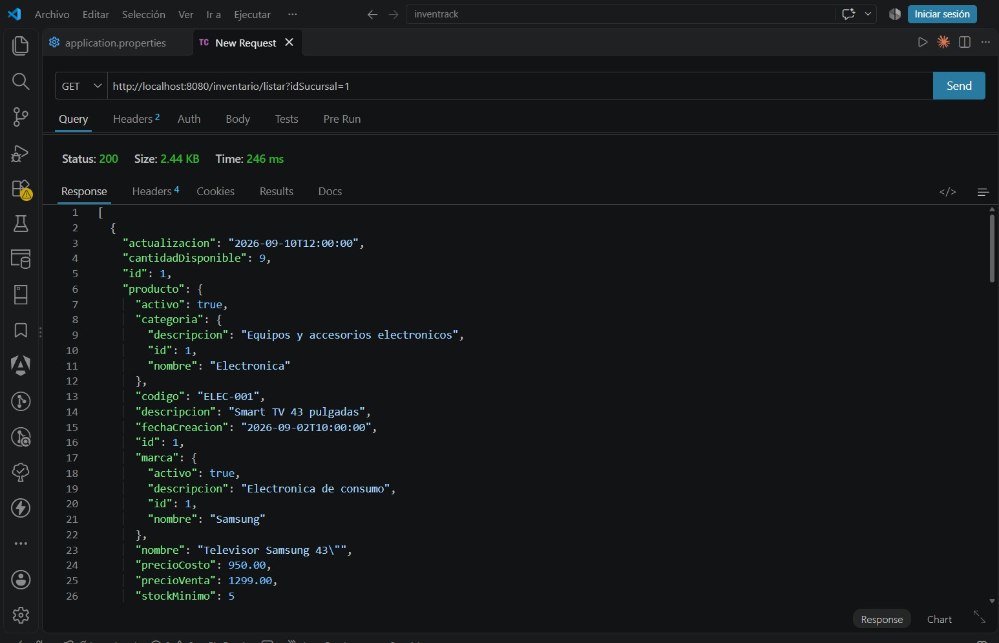 Archivo Editar Selección Ver Ir a Ejecutar ··· inventrack Iniciar sesión
application.properties TC New Request
GET http://localhost:8080/inventario/listar?idSucursal=1 Send
Query Headers 2 Auth Body Tests Pre Run
Status: 200 Size: 2.44 KB Time: 246 ms
Response Headers 4 Cookies Results Docs </>
1 [
2 {
3 "actualizacion": "2026-09-10T12:00:00",
4 "cantidadDisponible": 9,
5 "id": 1,
6 "producto": {
7 "activo": true,
8 "categoria": {
9 "descripcion": "Equipos y accesorios electronicos",
10 "id": 1,
11 "nombre": "Electronica"
12 },
13 "codigo": "ELEC-001",
14 "descripcion": "Smart TV 43 pulgadas",
15 "fechaCreacion": "2026-09-02T10:00:00",
16 "id": 1,
17 "marca": {
18 "activo": true,
19 "descripcion": "Electronica de consumo",
20 "id": 1,
21 "nombre": "Samsung"
22 },
23 "nombre": "Televisor Samsung 43\"",
24 "precioCosto": 950.00,
25 "precioVenta": 1299.00,
26 "stockMinimo": 5
Response Chart